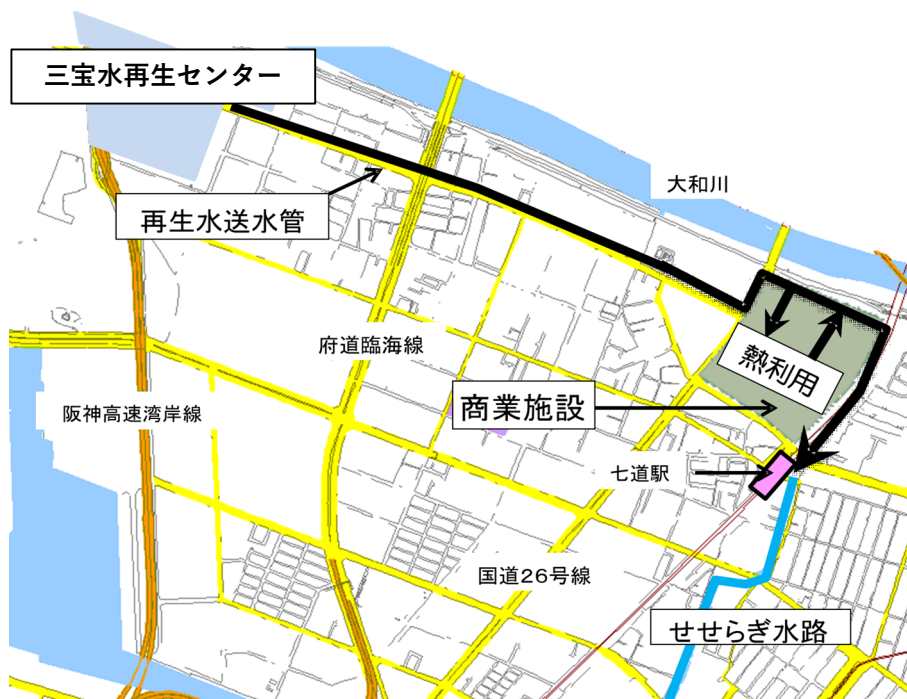 三宝水再生センター
大和川
再生水送水管
府道臨海線
熱利用
商業施設
阪神高速湾岸線
七道駅
国道26号線
せせらぎ水路